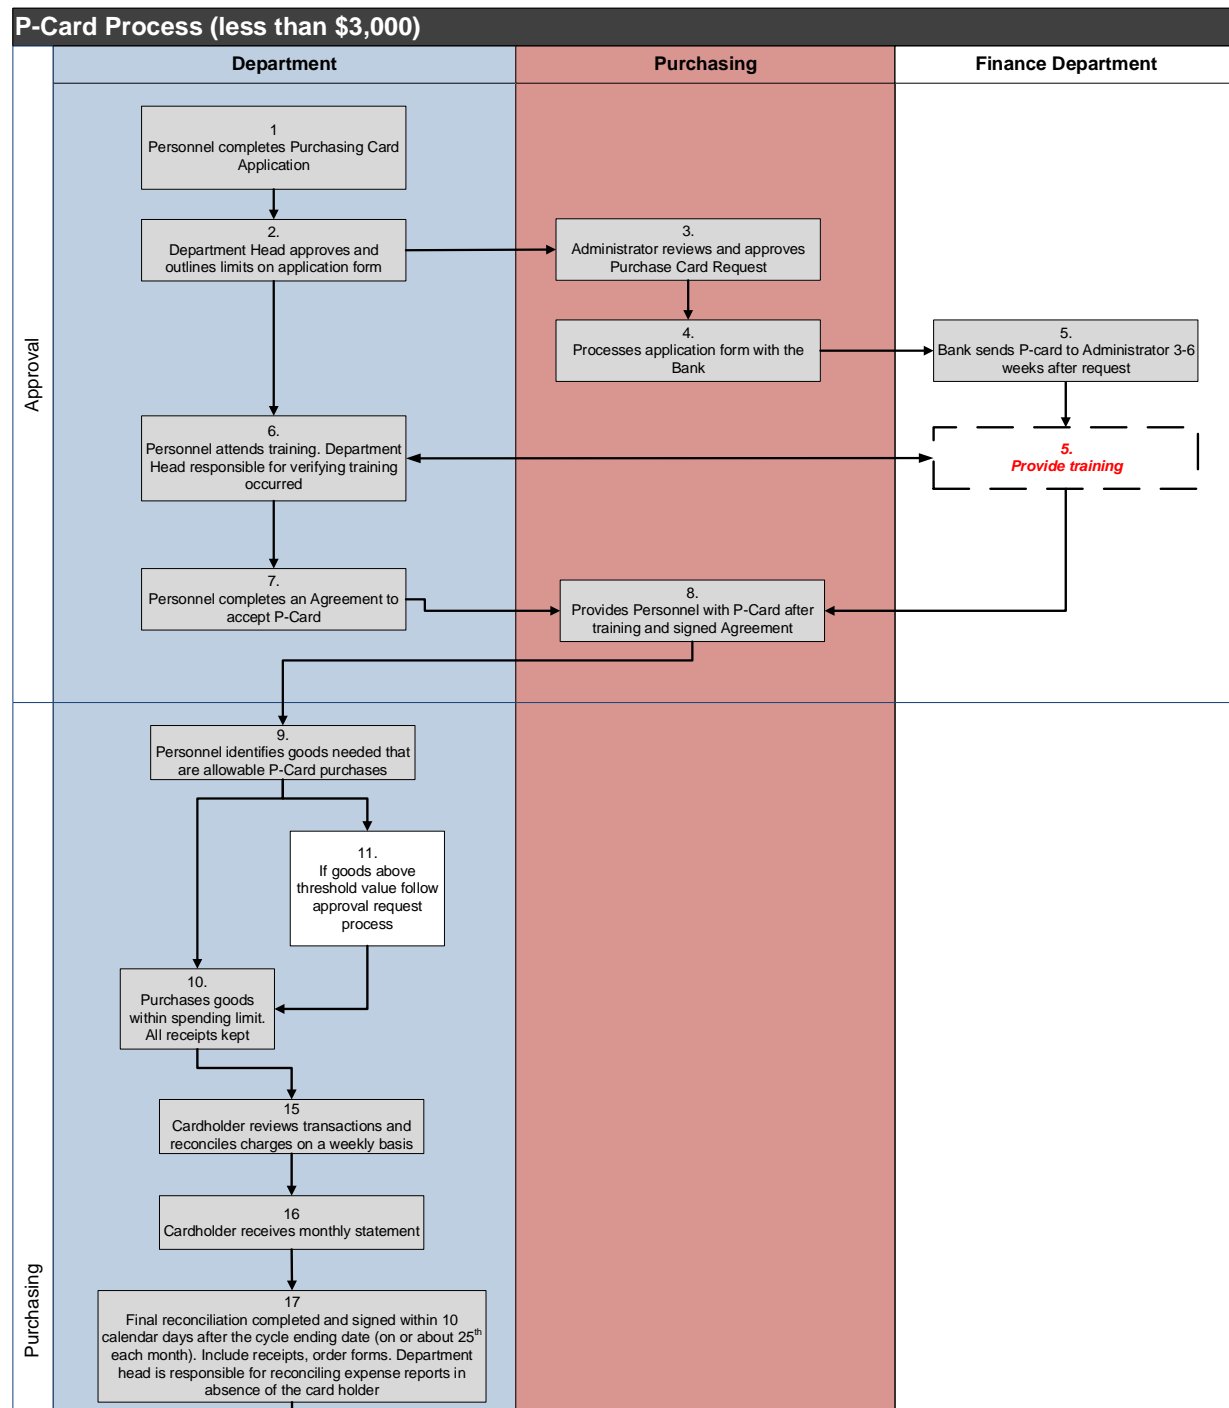 P-Card Process (less than $3,000)
Department
Purchasing
Finance Department
Approval
1
Personnel completes Purchasing Card
Application
2.
Department Head approves and
outlines limits on application form
3.
Administrator reviews and approves
Purchase Card Request
4.
Processes application form with the
Bank
5.
Bank sends P-card to Administrator 3-6
weeks after request
6.
Personnel attends training. Department
Head responsible for verifying training
occurred
5.
Provide training
7.
Personnel completes an Agreement to
accept P-Card
8.
Provides Personnel with P-Card after
training and signed Agreement
Purchasing
9.
Personnel identifies goods needed that
are allowable P-Card purchases
11.
If goods above
threshold value follow
approval request
process
10.
Purchases goods
within spending limit.
All receipts kept
15
Cardholder reviews transactions and
reconciles charges on a weekly basis
16
Cardholder receives monthly statement
17
Final reconciliation completed and signed within 10
calendar days after the cycle ending date (on or about 25th
each month). Include receipts, order forms. Department
head is responsible for reconciling expense reports in
absence of the card holder